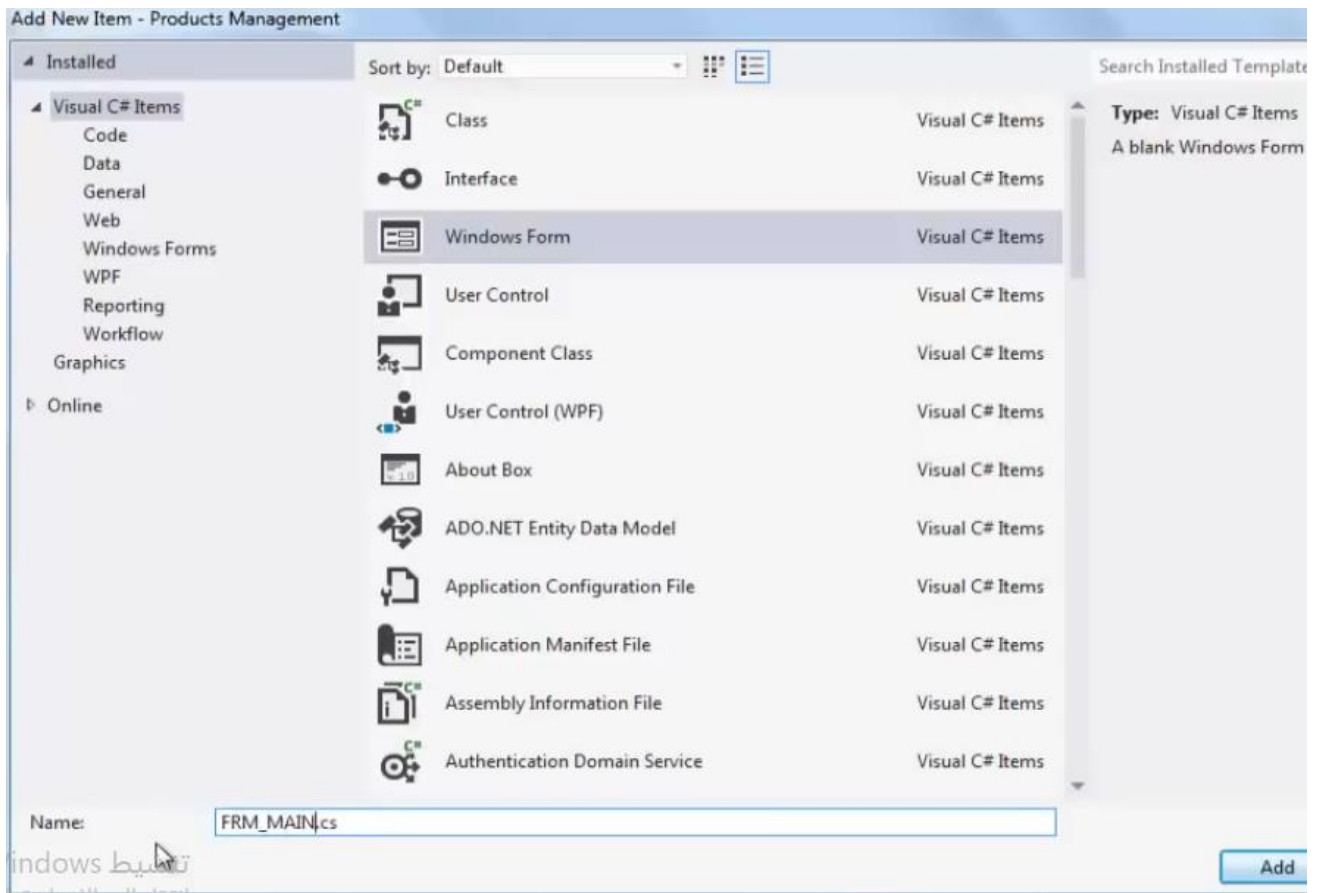 Add New Item - Products Management
Installed
Sort by: Default
Search Installed Template
Visual C# Items
Code
Data
General
Web
Windows Forms
WPF
Reporting
Workflow
Graphics
Online
Class Visual C# Items
Interface Visual C# Items
Windows Form Visual C# Items
User Control Visual C# Items
Component Class Visual C# Items
User Control (WPF) Visual C# Items
About Box Visual C# Items
ADO.NET Entity Data Model Visual C# Items
Application Configuration File Visual C# Items
Application Manifest File Visual C# Items
Assembly Information File Visual C# Items
Authentication Domain Service Visual C# Items
Type: Visual C# Items
A blank Windows Form
Name: FRM_MAIN.cs
تنشيط indows
Add